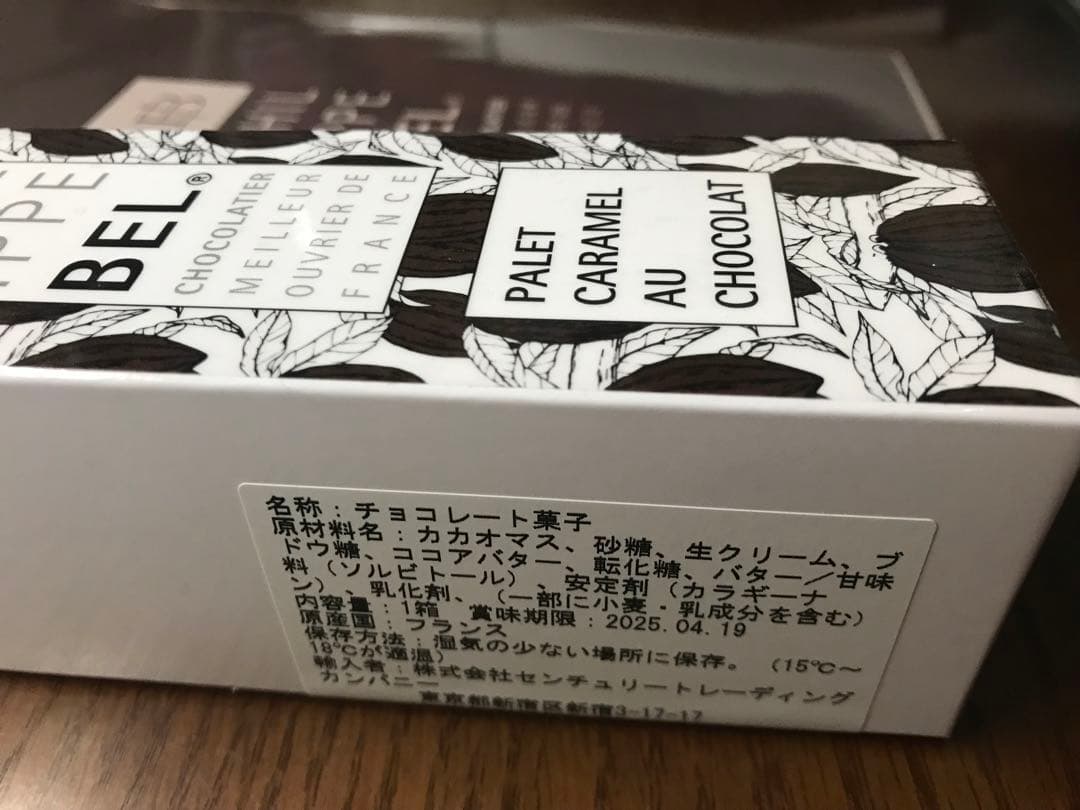 BEL®
CHOCOLATIER
MEILLEUR
OUVRIER DE
FRANCE
PALET
CARAMEL
AU
CHOCOLAT
名称：チョコレート菓子
原材料名：カカオマス、砂糖、生クリーム、ブ
ドウ糖、ココアバター、転化糖、バター／甘味
料（ソルビトール）、安定剤（カラギーナ
ン）、乳化剤、（一部に小麦・乳成分を含む）
内容量：1箱　賞味期限：2025.04.19
原産国：フランス
保存方法：湿気の少ない場所に保存。（15℃～
18℃が適温）
輸入者：株式会社センチュリートレーディング
カンパニー
東京都新宿区新宿3-17-17